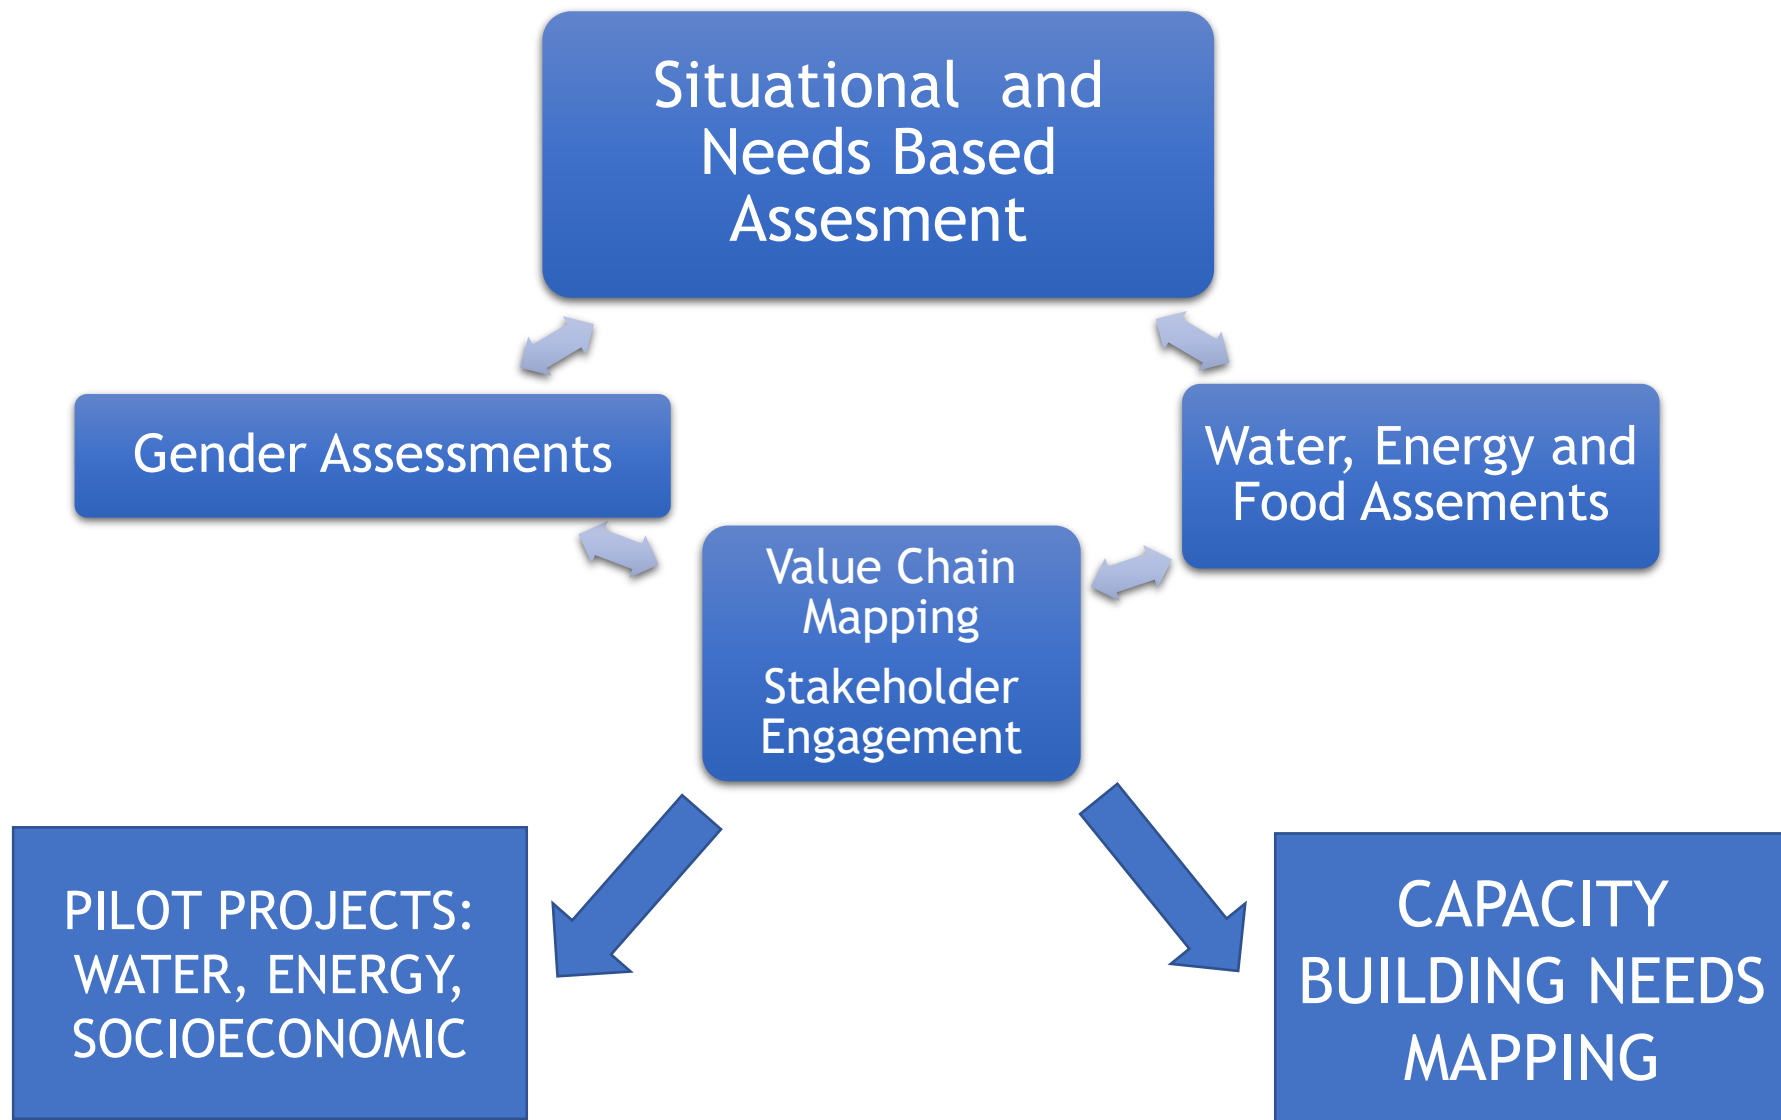 Situational  and
Needs Based
Assesment
Gender Assessments
Water, Energy and
Food Assements
Value Chain
Mapping
Stakeholder
Engagement
PILOT PROJECTS:
WATER, ENERGY,
SOCIOECONOMIC
CAPACITY
BUILDING NEEDS
MAPPING